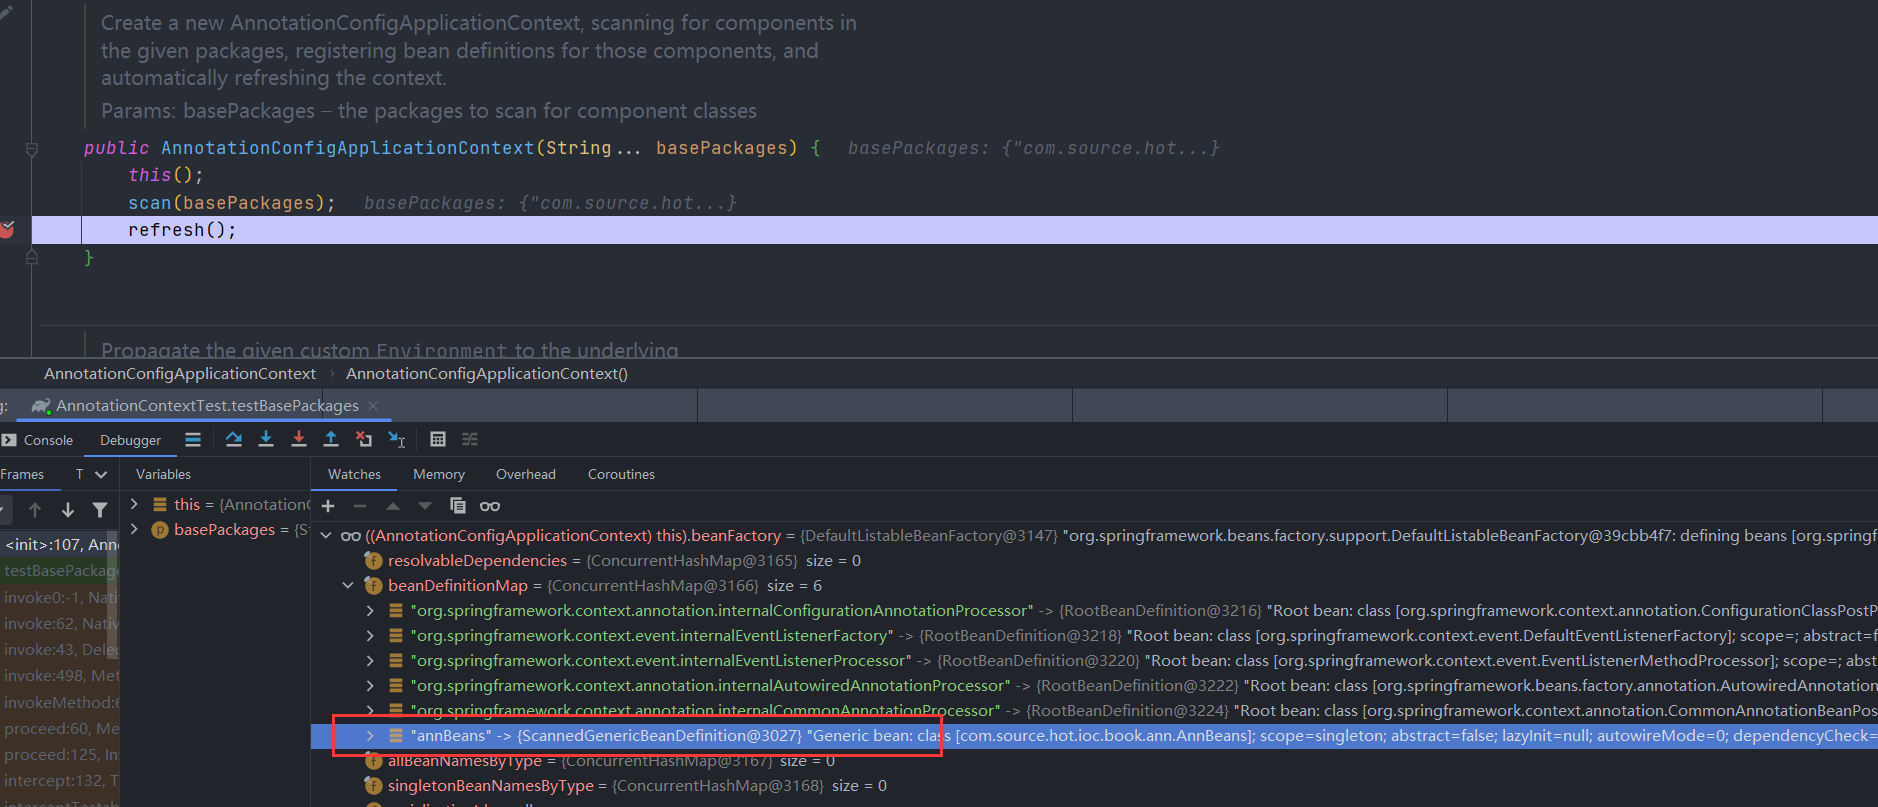 Create a new AnnotationConfigApplicationContext, scanning for components in
the given packages, registering bean definitions for those components, and
automatically refreshing the context.
Params: basePackages – the packages to scan for component classes
public AnnotationConfigApplicationContext(String... basePackages) {   basePackages: {"com.source.hot...}
this();
scan(basePackages);   basePackages: {"com.source.hot...}
refresh();
}
Propagate the given custom Environment to the underlying
AnnotationConfigApplicationContext › AnnotationConfigApplicationContext()
g: AnnotationContextTest.testBasePackages ×
Console Debugger
Frames T Variables Watches Memory Overhead Coroutines
this = {AnnotationC
basePackages = {S
<init>:107, Ann
testBasePackag
invoke0:-1, Nati
invoke:62, Nativ
invoke:43, Dele
invoke:498, Met
invokeMethod:6
proceed:60, Me
proceed:125, In
intercept:132, T
interceptTestab
((AnnotationConfigApplicationContext) this).beanFactory = {DefaultListableBeanFactory@3147} "org.springframework.beans.factory.support.DefaultListableBeanFactory@39cbb4f7: defining beans [org.springf
resolvableDependencies = {ConcurrentHashMap@3165} size = 0
beanDefinitionMap = {ConcurrentHashMap@3166} size = 6
"org.springframework.context.annotation.internalConfigurationAnnotationProcessor" -> {RootBeanDefinition@3216} "Root bean: class [org.springframework.context.annotation.ConfigurationClassPostP
"org.springframework.context.event.internalEventListenerFactory" -> {RootBeanDefinition@3218} "Root bean: class [org.springframework.context.event.DefaultEventListenerFactory]; scope=; abstract=f
"org.springframework.context.event.internalEventListenerProcessor" -> {RootBeanDefinition@3220} "Root bean: class [org.springframework.context.event.EventListenerMethodProcessor]; scope=; abst
"org.springframework.context.annotation.internalAutowiredAnnotationProcessor" -> {RootBeanDefinition@3222} "Root bean: class [org.springframework.beans.factory.annotation.AutowiredAnnotation
"org.springframework.context.annotation.internalCommonAnnotationProcessor" -> {RootBeanDefinition@3224} "Root bean: class [org.springframework.context.annotation.CommonAnnotationBeanPos
"annBeans" -> {ScannedGenericBeanDefinition@3027} "Generic bean: class [com.source.hot.ioc.book.ann.AnnBeans]; scope=singleton; abstract=false; lazyInit=null; autowireMode=0; dependencyCheck=
allBeanNamesByType = {ConcurrentHashMap@3167} size = 0
singletonBeanNamesByType = {ConcurrentHashMap@3168} size = 0